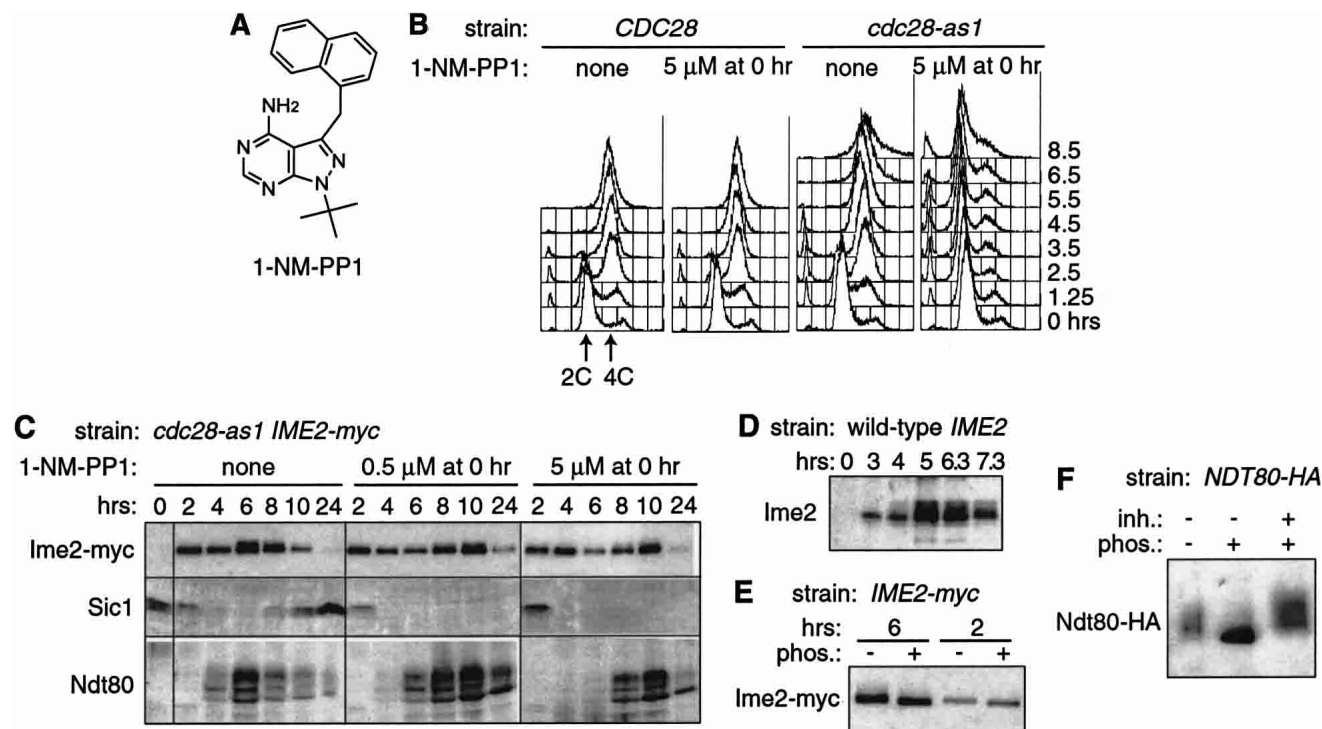 A
NH2
N
N
N
N
N
1-NM-PP1
B
strain: CDC28 cdc28-as1
1-NM-PP1: none 5 μM at 0 hr none 5 μM at 0 hr
8.5
6.5
5.5
4.5
3.5
2.5
1.25
0 hrs
2C 4C
C strain: cdc28-as1 IME2-myc
1-NM-PP1: none 0.5 μM at 0 hr 5 μM at 0 hr
hrs: 0 2 4 6 8 10 24 2 4 6 8 10 24 2 4 6 8 10 24
Ime2-myc
Sic1
Ndt80
D strain: wild-type IME2
hrs: 0 3 4 5 6.3 7.3
Ime2
E strain: IME2-myc
hrs: 6 2
phos.: - + - +
Ime2-myc
F strain: NDT80-HA
inh.: - - +
phos.: - + +
Ndt80-HA